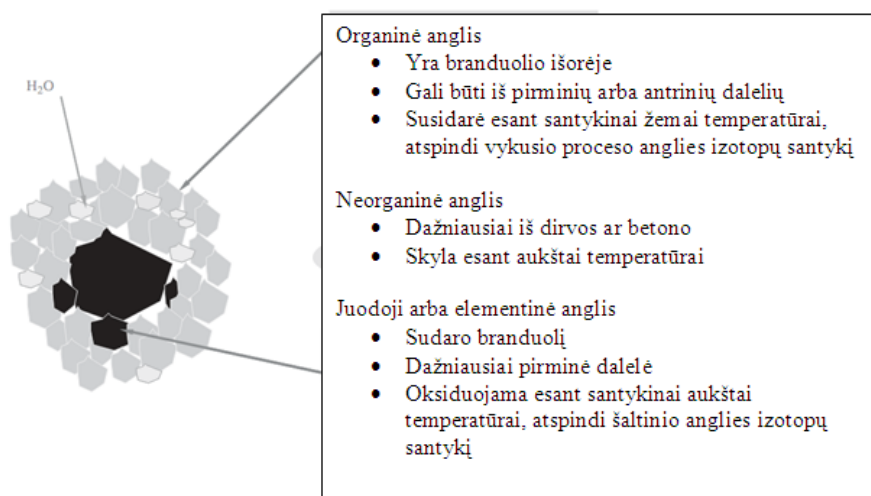 H₂O
Organinė anglis
• Yra branduolio išorėje
• Gali būti iš pirminių arba antrinių dalelių
• Susidarė esant santykinai žemai temperatūrai,
atspindi vykusio proceso anglies izotopų santykį
Neorganinė anglis
• Dažniausiai iš dirvos ar betono
• Skyla esant aukštai temperatūrai
Juodoji arba elementinė anglis
• Sudaro branduolį
• Dažniausiai pirminė dalelė
• Oksiduojama esant santykinai aukštai
temperatūrai, atspindi šaltinio anglies izotopų
santykį